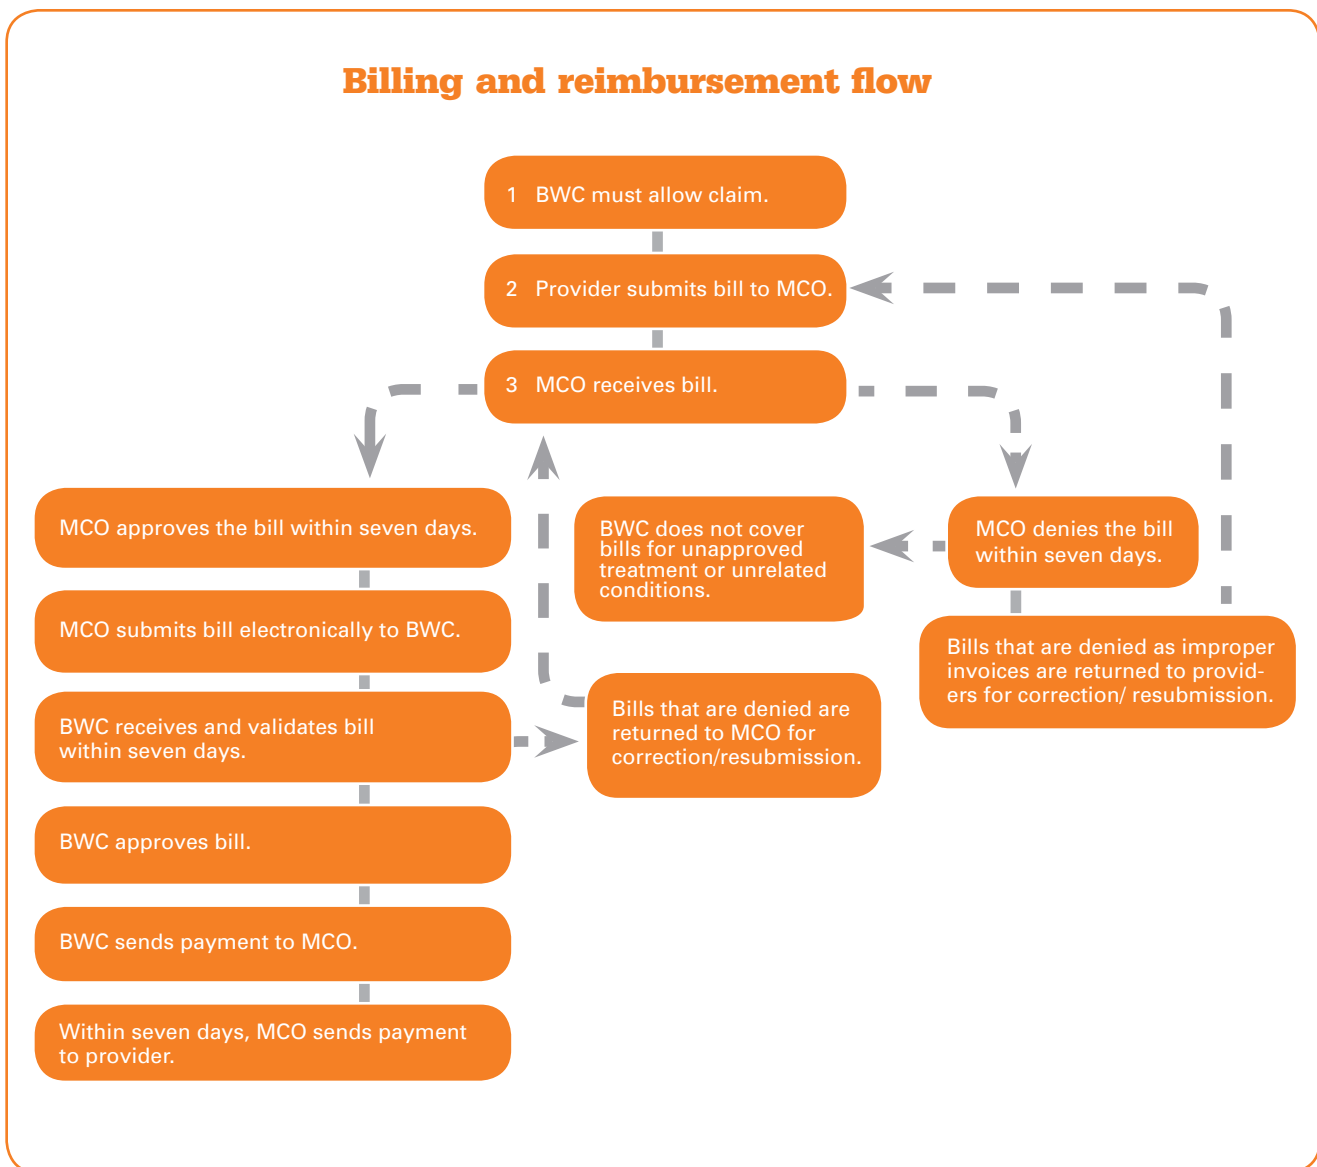 Billing and reimbursement flow
1 BWC must allow claim.
2 Provider submits bill to MCO.
3 MCO receives bill.
MCO approves the bill within seven days.
MCO submits bill electronically to BWC.
BWC receives and validates bill
within seven days.
BWC approves bill.
BWC sends payment to MCO.
Within seven days, MCO sends payment
to provider.
BWC does not cover
bills for unapproved
treatment or unrelated
conditions.
Bills that are denied are
returned to MCO for
correction/resubmission.
MCO denies the bill
within seven days.
Bills that are denied as improper
invoices are returned to provid-
ers for correction/ resubmission.